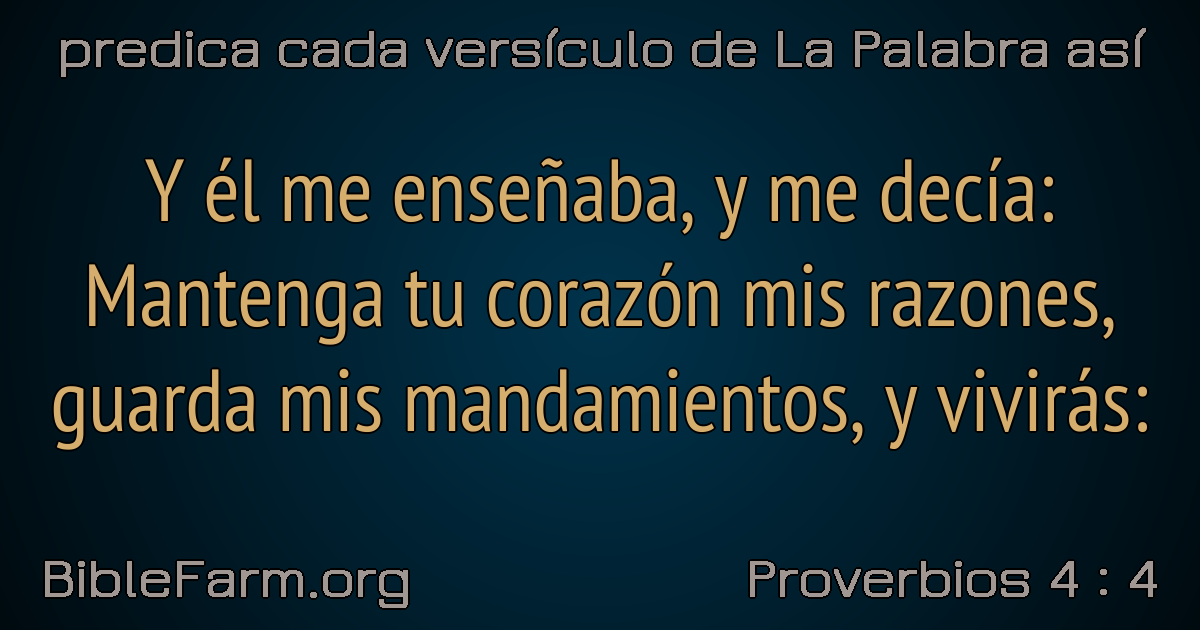 predica cada versículo de La Palabra así
Y él me enseñaba, y me decía:
Mantenga tu corazón mis razones,
guarda mis mandamientos, y vivirás:
BibleFarm.org
Proverbios 4 : 4